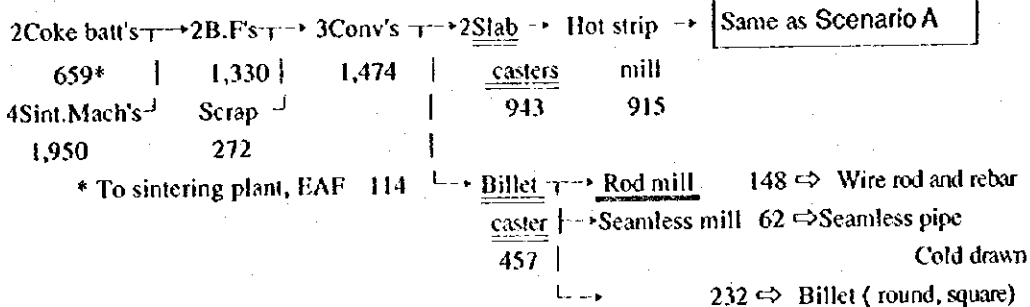 2Coke batt's → 2B.F's → 3Conv's → 2Slab → Hot strip → Same as Scenario A
659* 1,330 1,474 casters mill
4Sint.Mach's Scrap 943 915
1,950 272
* To sintering plant, EAF 114 Billet → Rod mill 148 ⇨ Wire rod and rebar
caster → Seamless mill 62 ⇨ Seamless pipe
457 Cold drawn
232 ⇔ Billet ( round, square)